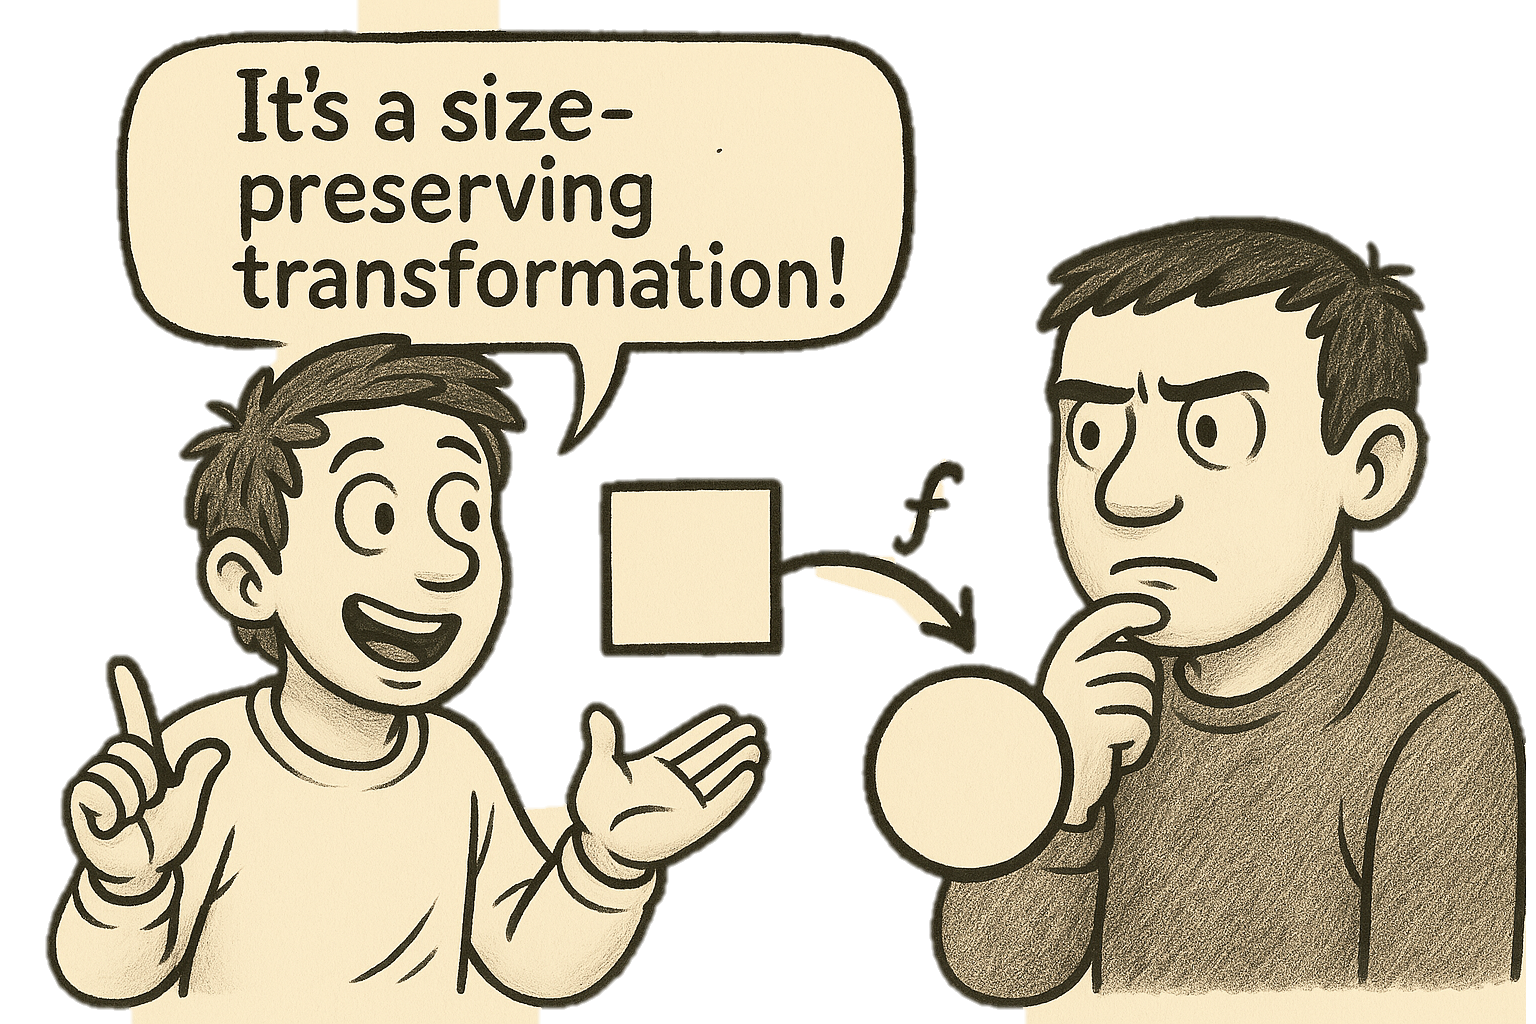 It's a size-
preserving
transformation!
f